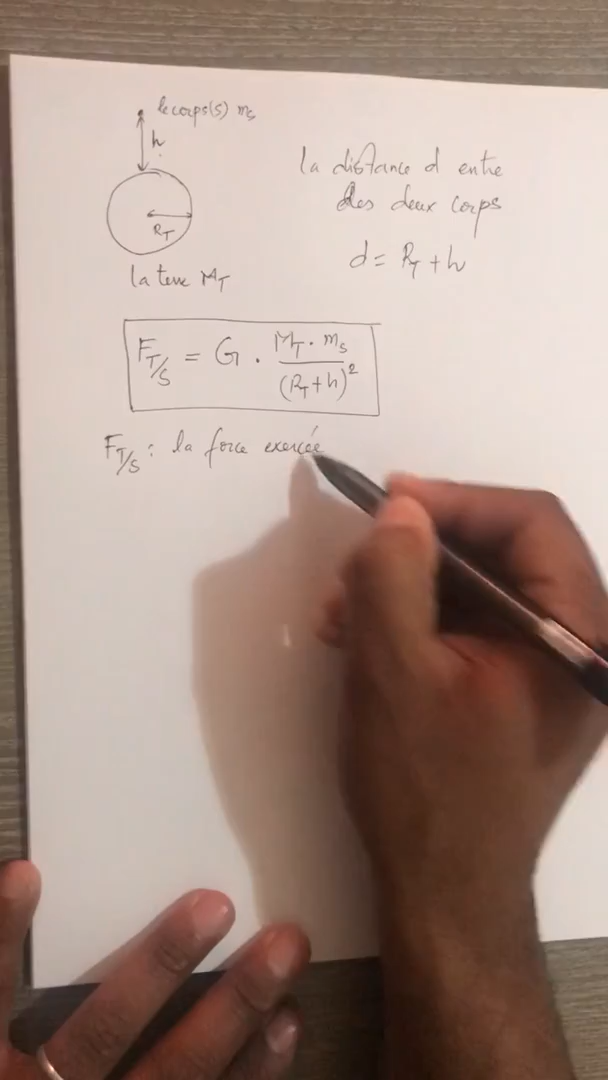 le corps(s) ms
h
RT
la terre MT
la distance d entre
des deux corps
d = RT + h
FT/S = G . MT . ms / (RT + h)²
FT/S : la force exercée